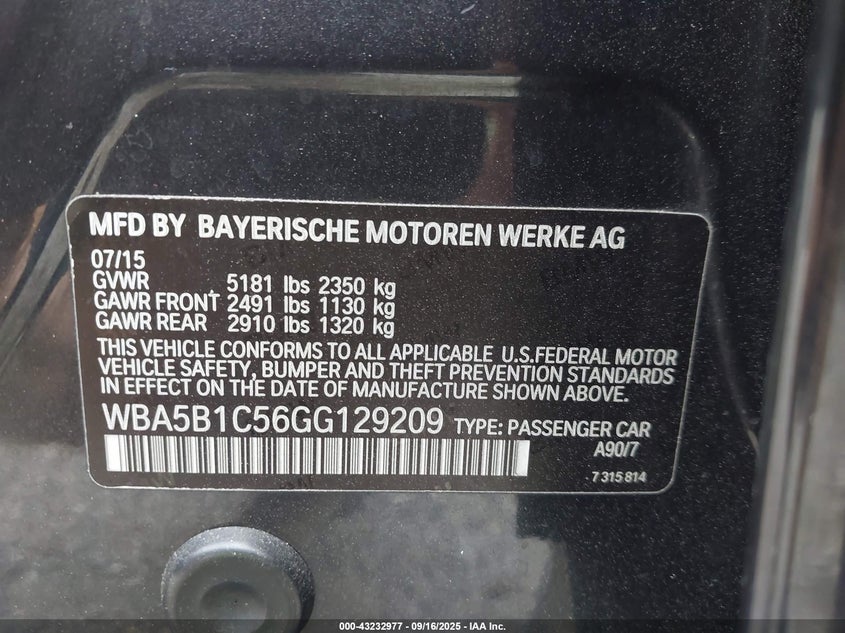 MFD BY BAYERISCHE MOTOREN WERKE AG
07/15
GVWR 5181 lbs 2350 kg
GAWR FRONT 2491 lbs 1130 kg
GAWR REAR 2910 lbs 1320 kg
THIS VEHICLE CONFORMS TO ALL APPLICABLE U.S.FEDERAL MOTOR
VEHICLE SAFETY, BUMPER AND THEFT PREVENTION STANDARDS
IN EFFECT ON THE DATE OF MANUFACTURE SHOWN ABOVE.
WBA5B1C56GG129209 TYPE: PASSENGER CAR
A90/7
7 315 814
000-43232977 - 09/16/2025 - IAA Inc.